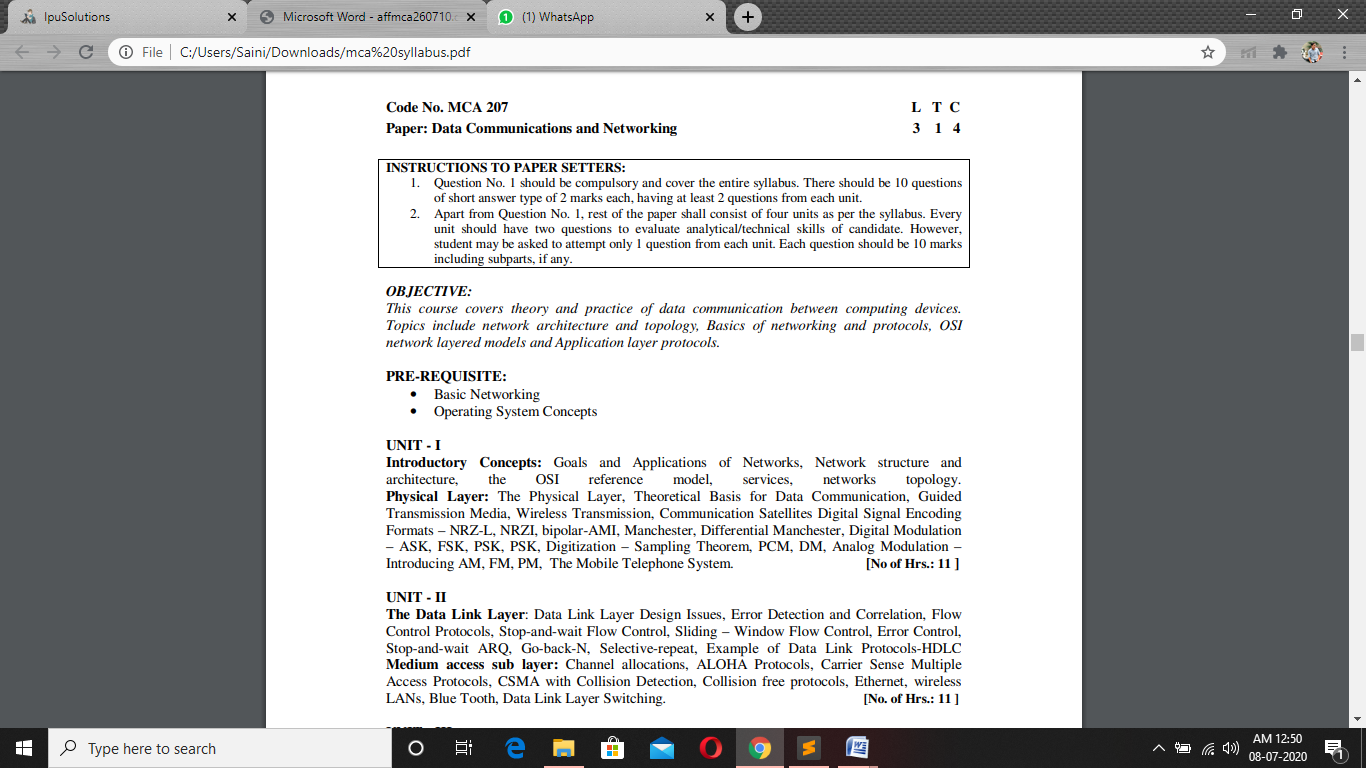 IpuSolutions
Microsoft Word - affmca260710.
(1) WhatsApp
File
C:/Users/Saini/Downloads/mca%20syllabus.pdf
Code No. MCA 207 L T C
Paper: Data Communications and Networking 3 1 4
INSTRUCTIONS TO PAPER SETTERS:
1. Question No. 1 should be compulsory and cover the entire syllabus. There should be 10 questions
of short answer type of 2 marks each, having at least 2 questions from each unit.
2. Apart from Question No. 1, rest of the paper shall consist of four units as per the syllabus. Every
unit should have two questions to evaluate analytical/technical skills of candidate. However,
student may be asked to attempt only 1 question from each unit. Each question should be 10 marks
including subparts, if any.
OBJECTIVE:
This course covers theory and practice of data communication between computing devices.
Topics include network architecture and topology, Basics of networking and protocols, OSI
network layered models and Application layer protocols.
PRE-REQUISITE:
• Basic Networking
• Operating System Concepts
UNIT - I
Introductory Concepts: Goals and Applications of Networks, Network structure and
architecture, the OSI reference model, services, networks topology.
Physical Layer: The Physical Layer, Theoretical Basis for Data Communication, Guided
Transmission Media, Wireless Transmission, Communication Satellites Digital Signal Encoding
Formats – NRZ-L, NRZI, bipolar-AMI, Manchester, Differential Manchester, Digital Modulation
– ASK, FSK, PSK, PSK, Digitization – Sampling Theorem, PCM, DM, Analog Modulation –
Introducing AM, FM, PM, The Mobile Telephone System. [No of Hrs.: 11 ]
UNIT - II
The Data Link Layer: Data Link Layer Design Issues, Error Detection and Correlation, Flow
Control Protocols, Stop-and-wait Flow Control, Sliding – Window Flow Control, Error Control,
Stop-and-wait ARQ, Go-back-N, Selective-repeat, Example of Data Link Protocols-HDLC
Medium access sub layer: Channel allocations, ALOHA Protocols, Carrier Sense Multiple
Access Protocols, CSMA with Collision Detection, Collision free protocols, Ethernet, wireless
LANs, Blue Tooth, Data Link Layer Switching. [No. of Hrs.: 11 ]
Type here to search
AM 12:50
08-07-2020